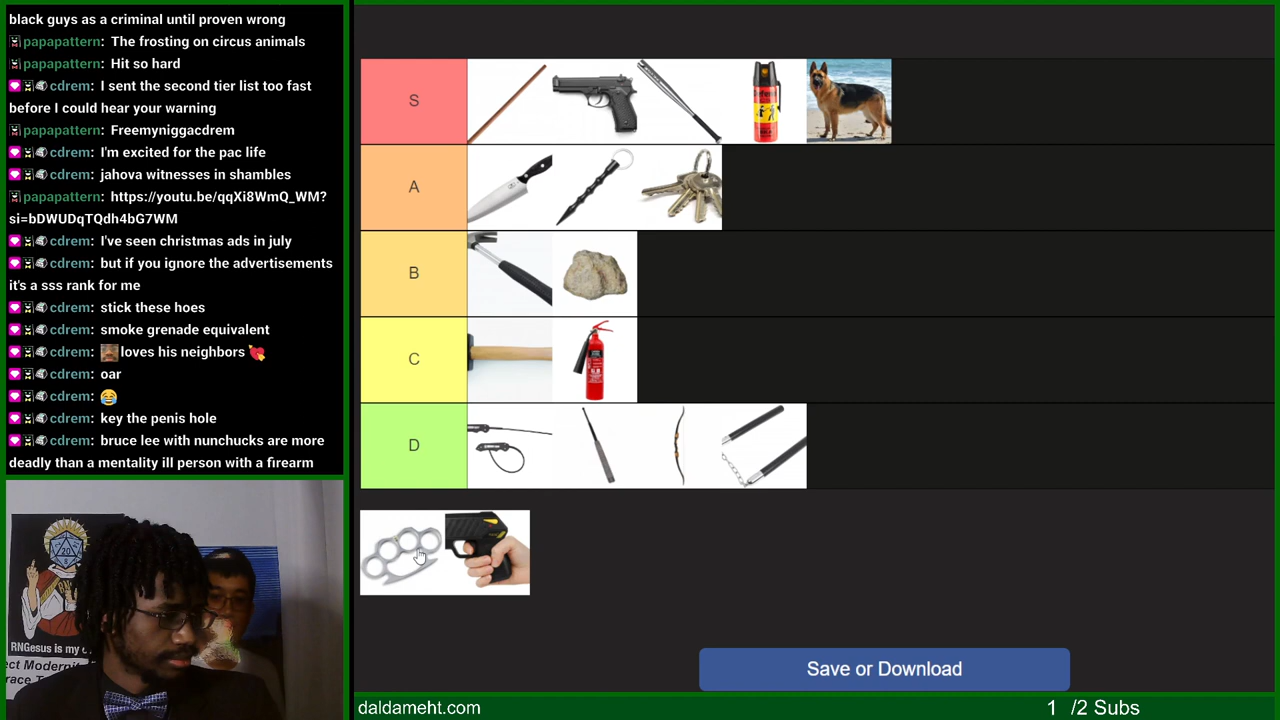 black guys as a criminal until proven wrong
papapattern: The frosting on circus animals
papapattern: Hit so hard
cdrem: I sent the second tier list too fast
before I could hear your warning
papapattern: Freemyniggacdrem
cdrem: I'm excited for the pac life
cdrem: jahova witnesses in shambles
papapattern: https://youtu.be/qqXi8WmQ_WM?
si=bDWUDqTQdh4bG7WM
cdrem: I've seen christmas ads in july
cdrem: but if you ignore the advertisements
it's a sss rank for me
cdrem: stick these hoes
cdrem: smoke grenade equivalent
cdrem: loves his neighbors 💘
cdrem: oar
cdrem: 😂
cdrem: key the penis hole
cdrem: bruce lee with nunchucks are more
deadly than a mentality ill person with a firearm
20
8
RNGesus is my
ect Moderni
race T
S
A
B
C
D
Save or Download
daldameht.com
1 /2 Subs